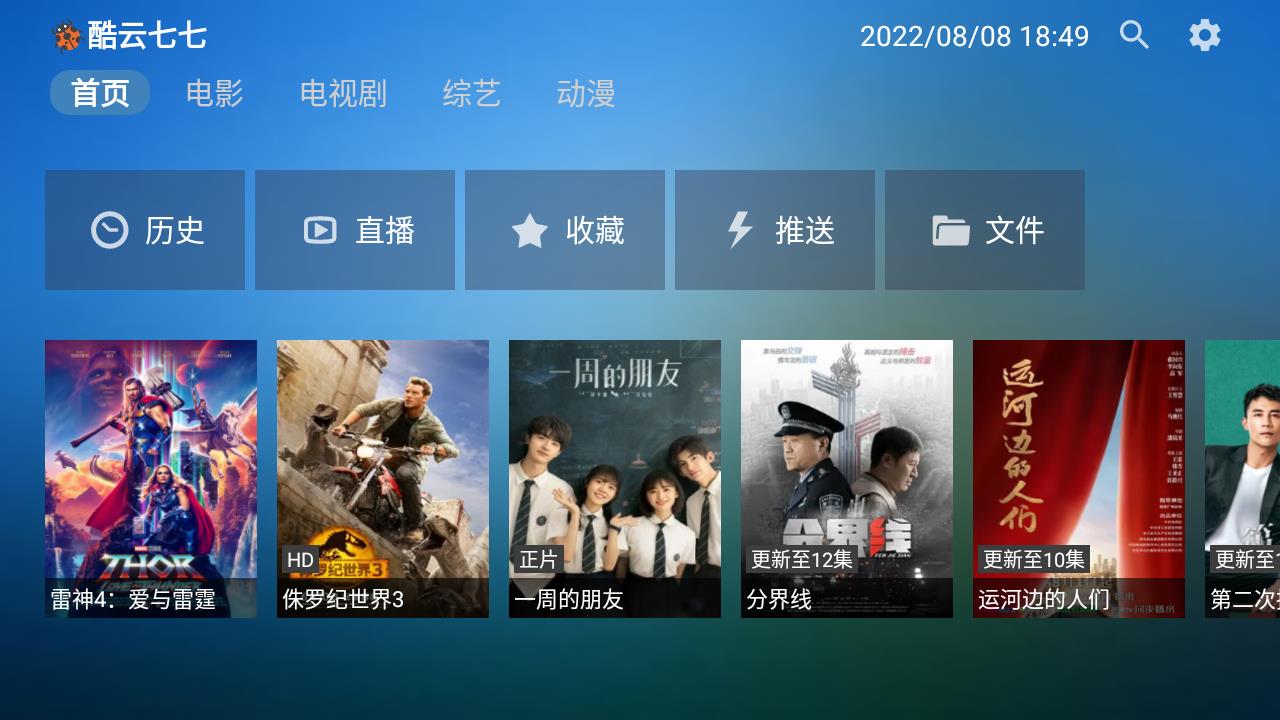 酷云七七
2022/08/08 18:49
首页 电影 电视剧 综艺 动漫
历史 直播 收藏 推送 文件
THOR
雷神4：爱与雷霆
HD
侏罗纪世界3
侏罗纪世界3
一周的朋友
正片
一周的朋友
分界线
FEN JIE XIAN
更新至12集
分界线
运河边的人们
更新至10集
运河边的人们
更新至
第二次